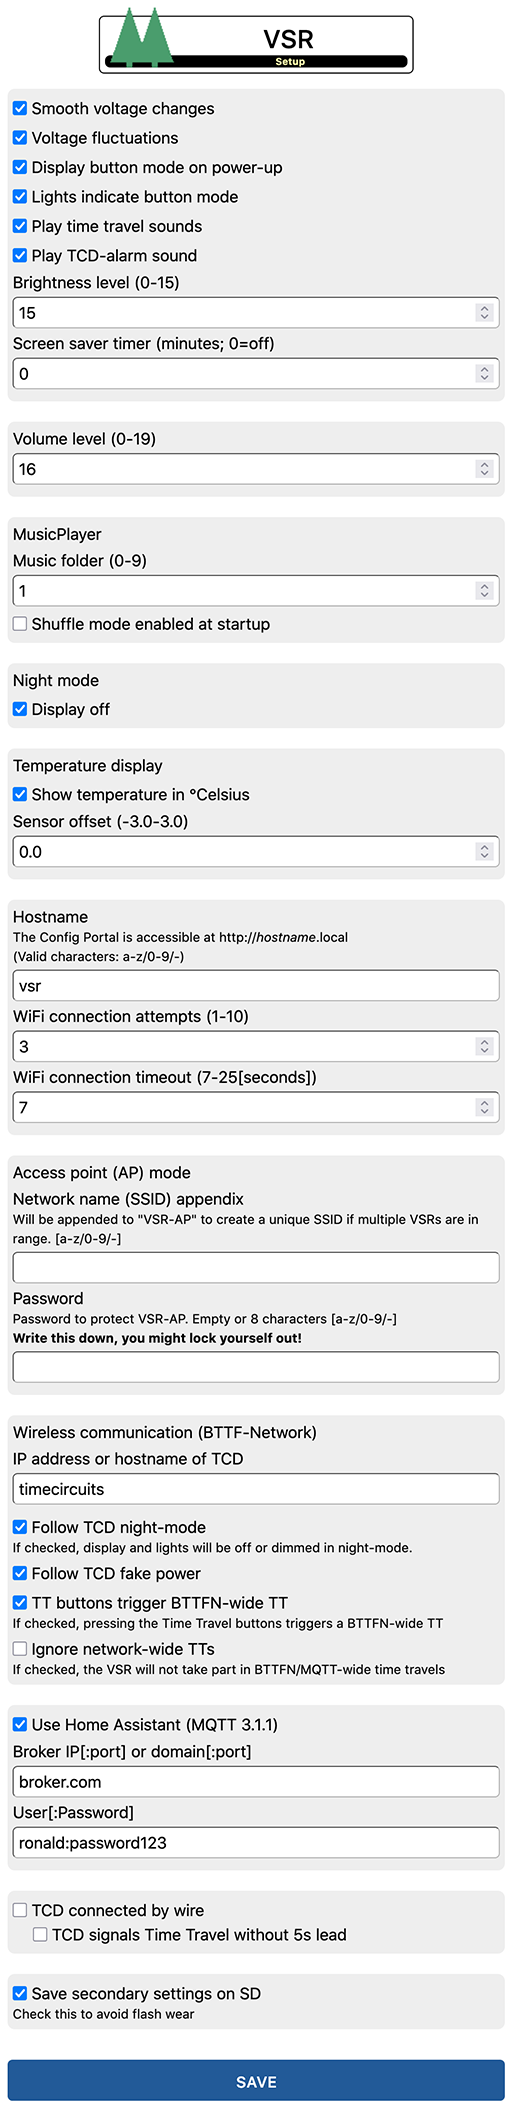 VSR
Setup
Smooth voltage changes
Voltage fluctuations
Display button mode on power-up
Lights indicate button mode
Play time travel sounds
Play TCD-alarm sound
Brightness level (0-15)
15
Screen saver timer (minutes; 0=off)
0
Volume level (0-19)
16
MusicPlayer
Music folder (0-9)
1
Shuffle mode enabled at startup
Night mode
Display off
Temperature display
Show temperature in °Celsius
Sensor offset (-3.0-3.0)
0.0
Hostname
The Config Portal is accessible at http://hostname.local
(Valid characters: a-z/0-9/-)
vsr
WiFi connection attempts (1-10)
3
WiFi connection timeout (7-25[seconds])
7
Access point (AP) mode
Network name (SSID) appendix
Will be appended to "VSR-AP" to create a unique SSID if multiple VSRs are in
range. [a-z/0-9/-]
Password
Password to protect VSR-AP. Empty or 8 characters [a-z/0-9/-]
Write this down, you might lock yourself out!
Wireless communication (BTTF-Network)
IP address or hostname of TCD
timecircuits
Follow TCD night-mode
If checked, display and lights will be off or dimmed in night-mode.
Follow TCD fake power
TT buttons trigger BTTFN-wide TT
If checked, pressing the Time Travel buttons triggers a BTTFN-wide TT
Ignore network-wide TTs
If checked, the VSR will not take part in BTTFN/MQTT-wide time travels
Use Home Assistant (MQTT 3.1.1)
Broker IP[:port] or domain[:port]
broker.com
User[:Password]
ronald:password123
TCD connected by wire
TCD signals Time Travel without 5s lead
Save secondary settings on SD
Check this to avoid flash wear
SAVE